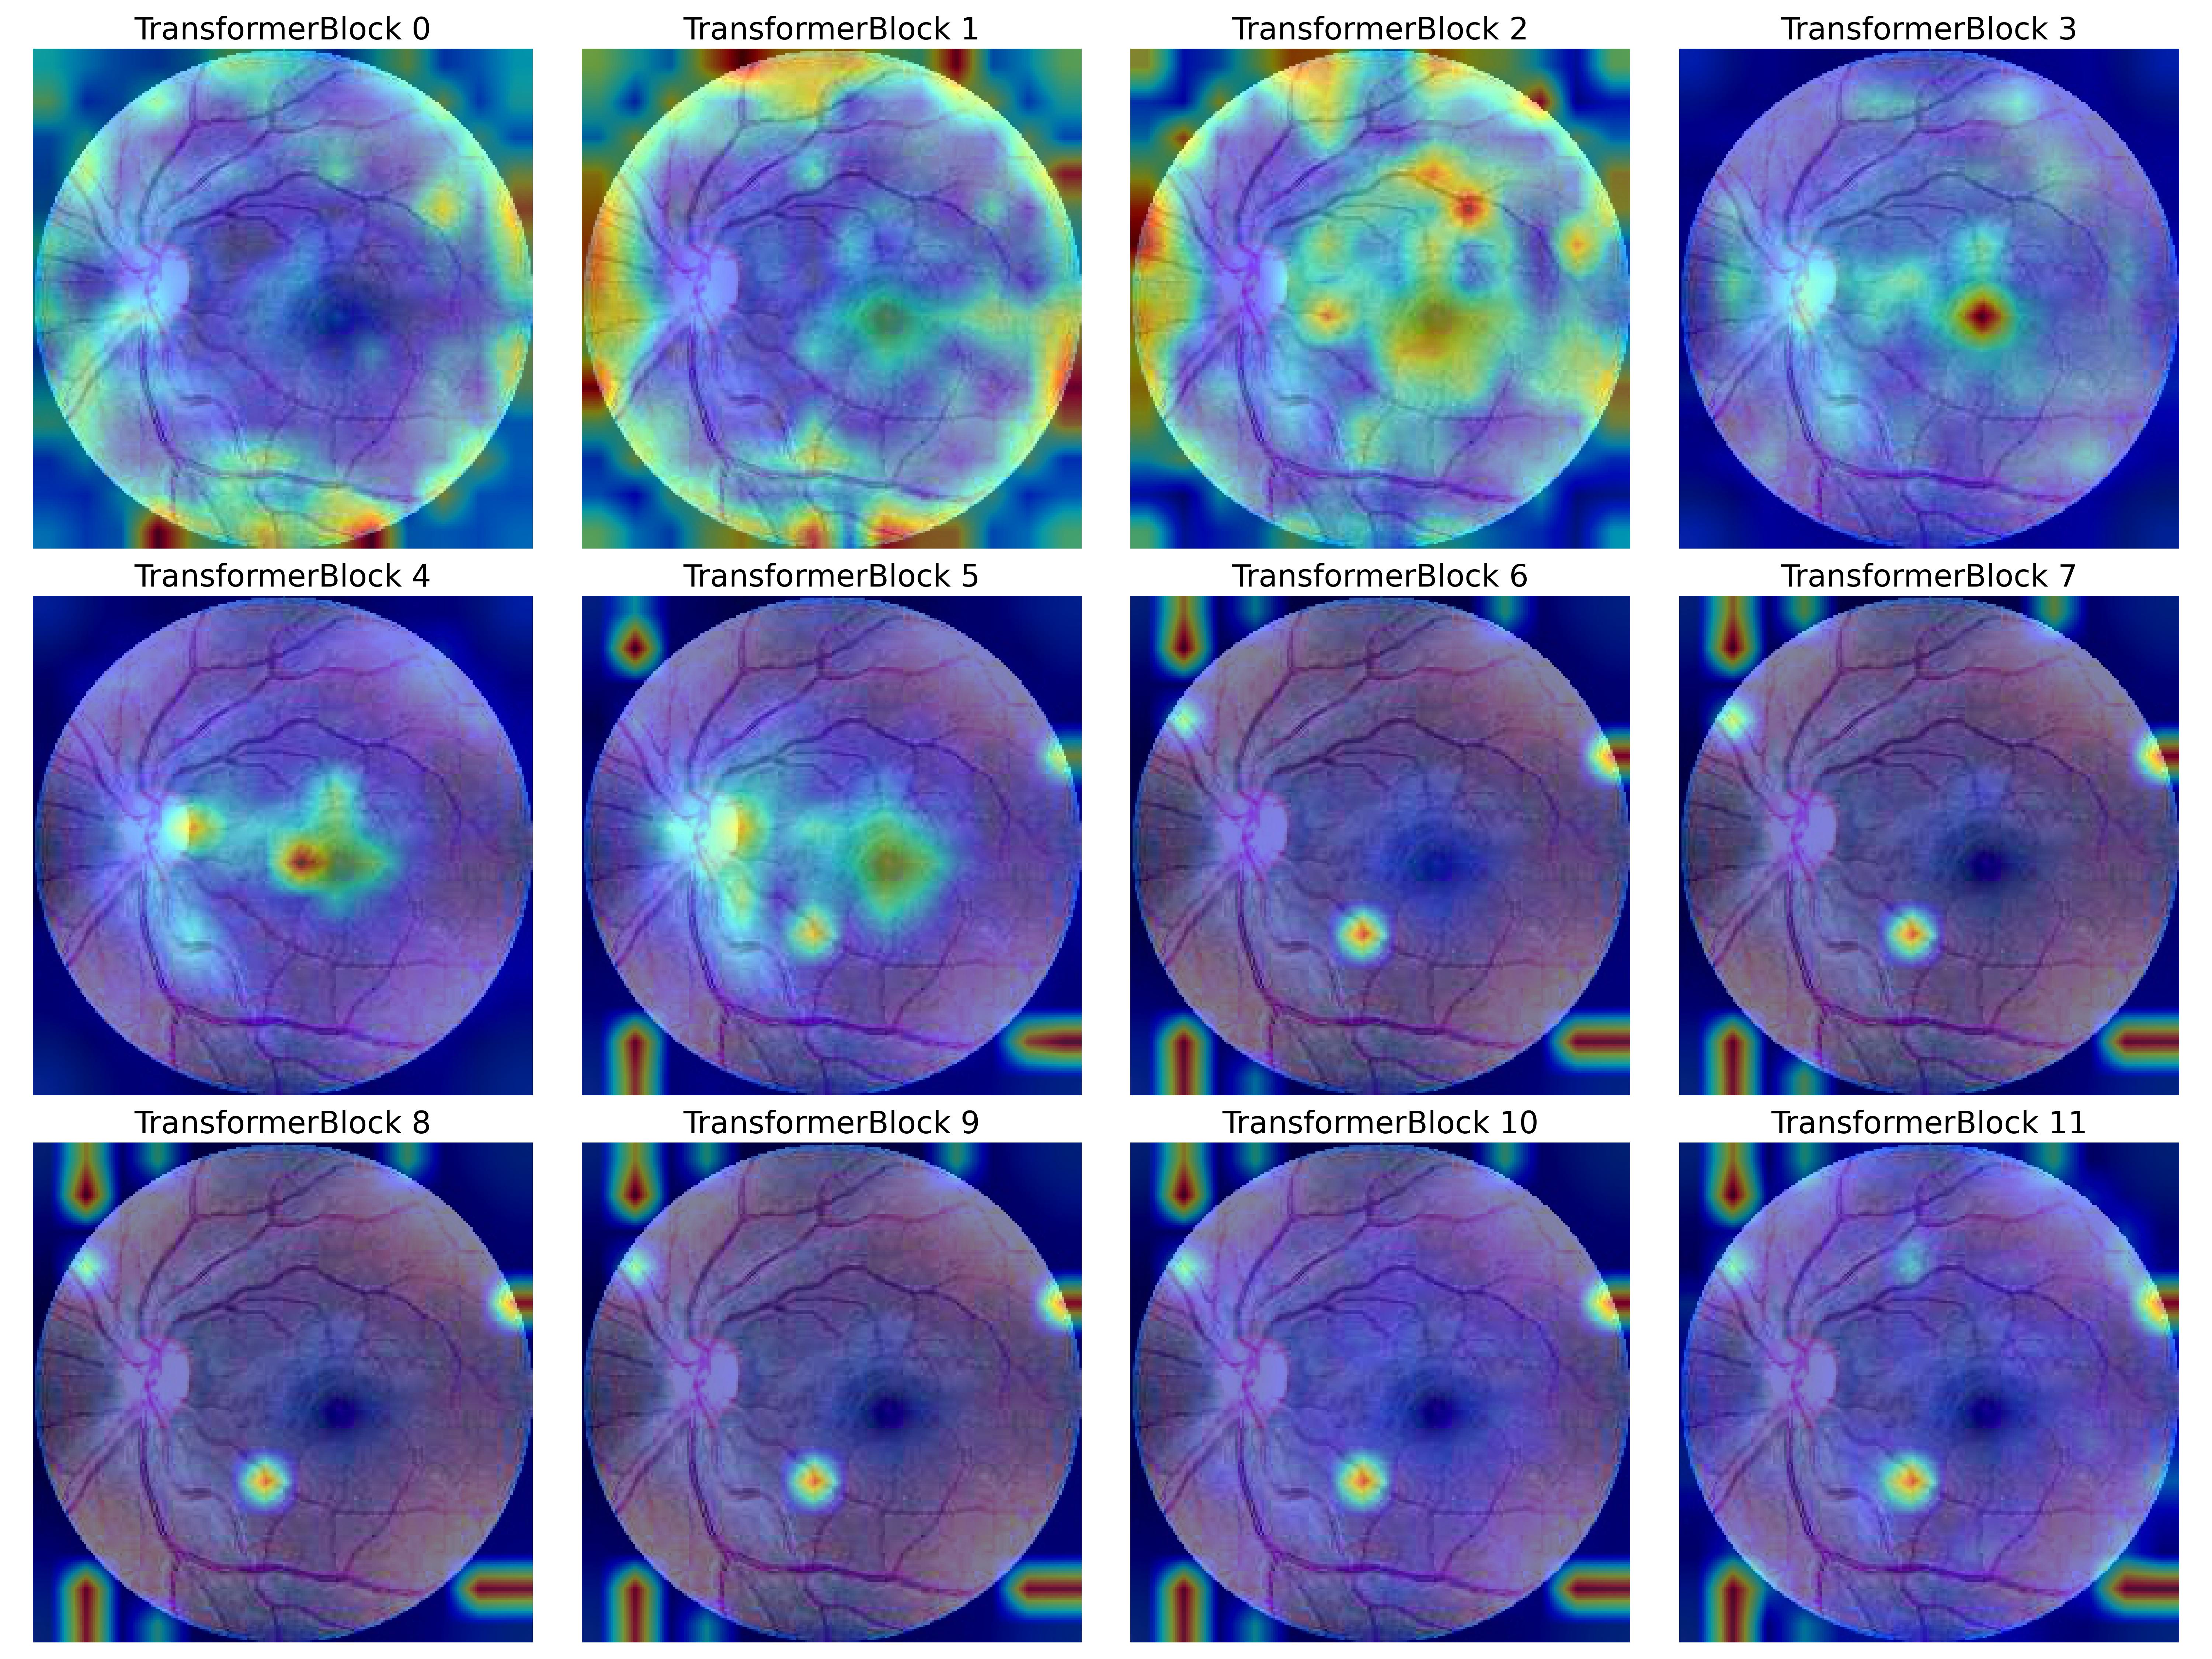 TransformerBlock 0
TransformerBlock 1
TransformerBlock 2
TransformerBlock 3
TransformerBlock 4
TransformerBlock 5
TransformerBlock 6
TransformerBlock 7
TransformerBlock 8
TransformerBlock 9
TransformerBlock 10
TransformerBlock 11